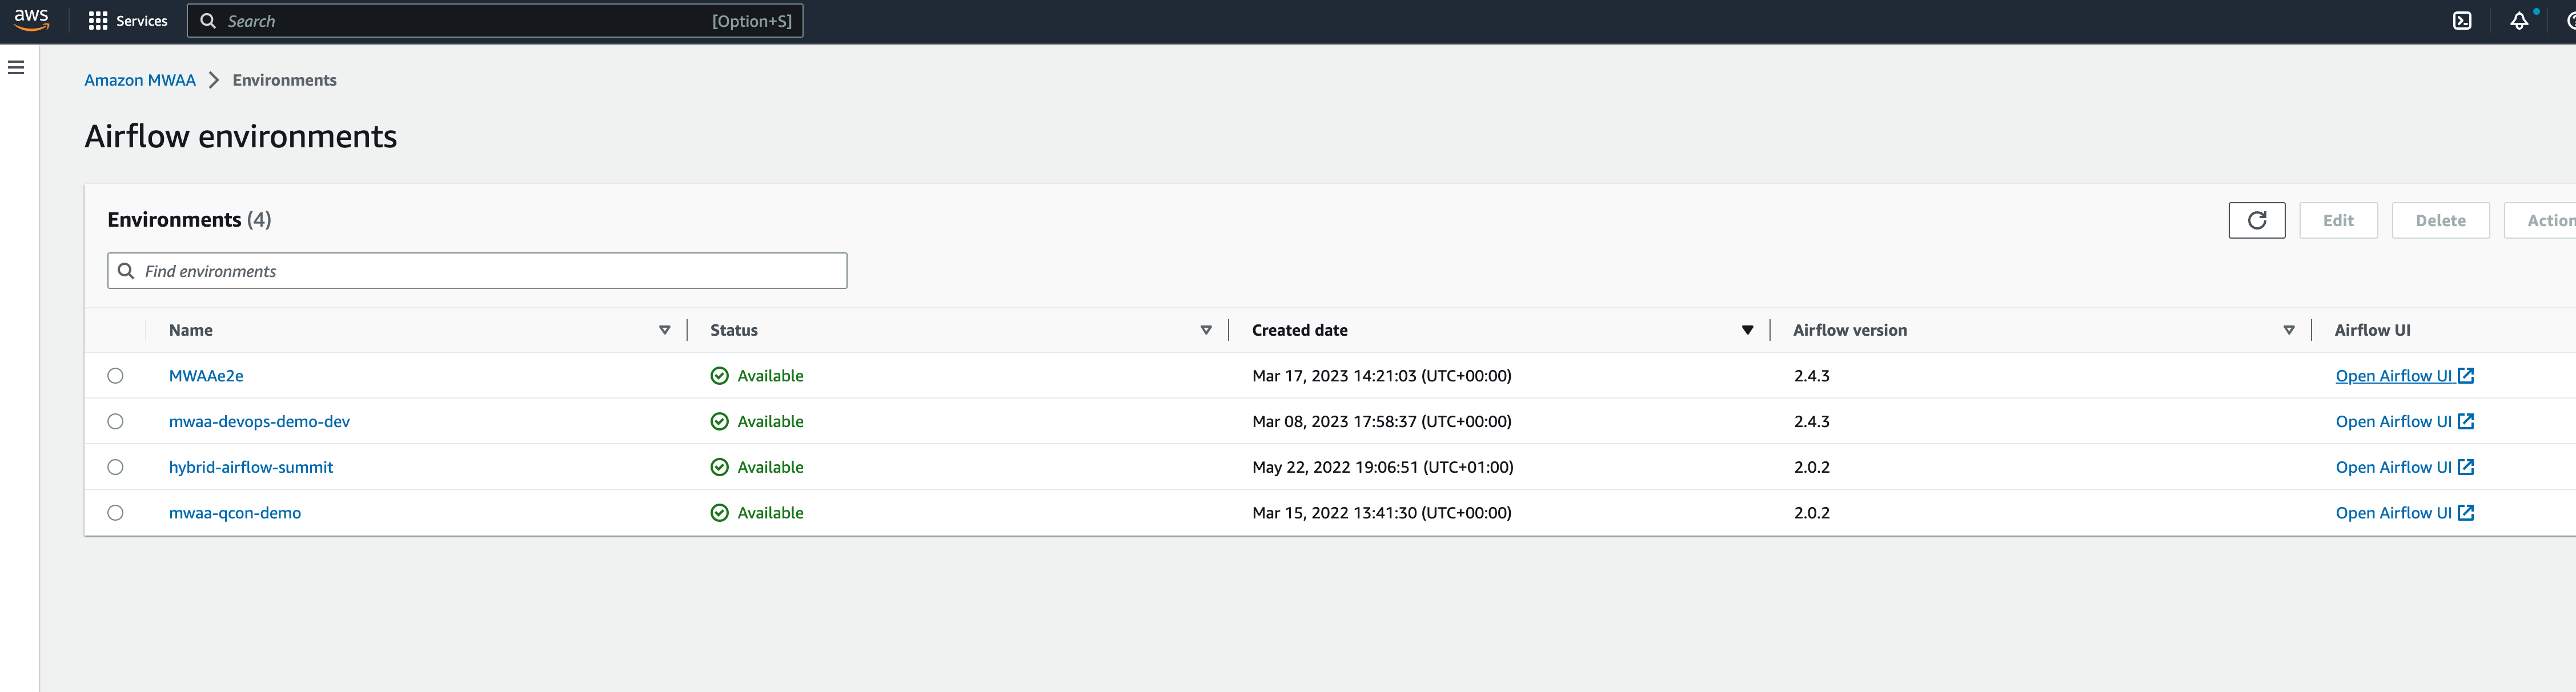 aws Services Search [Option+S]
Amazon MWAA Environments
Airflow environments
Environments (4) Edit Delete Action
Find environments
Name Status Created date Airflow version Airflow UI
MWAAe2e Available Mar 17, 2023 14:21:03 (UTC+00:00) 2.4.3 Open Airflow UI
mwaa-devops-demo-dev Available Mar 08, 2023 17:58:37 (UTC+00:00) 2.4.3 Open Airflow UI
hybrid-airflow-summit Available May 22, 2022 19:06:51 (UTC+01:00) 2.0.2 Open Airflow UI
mwaa-qcon-demo Available Mar 15, 2022 13:41:30 (UTC+00:00) 2.0.2 Open Airflow UI